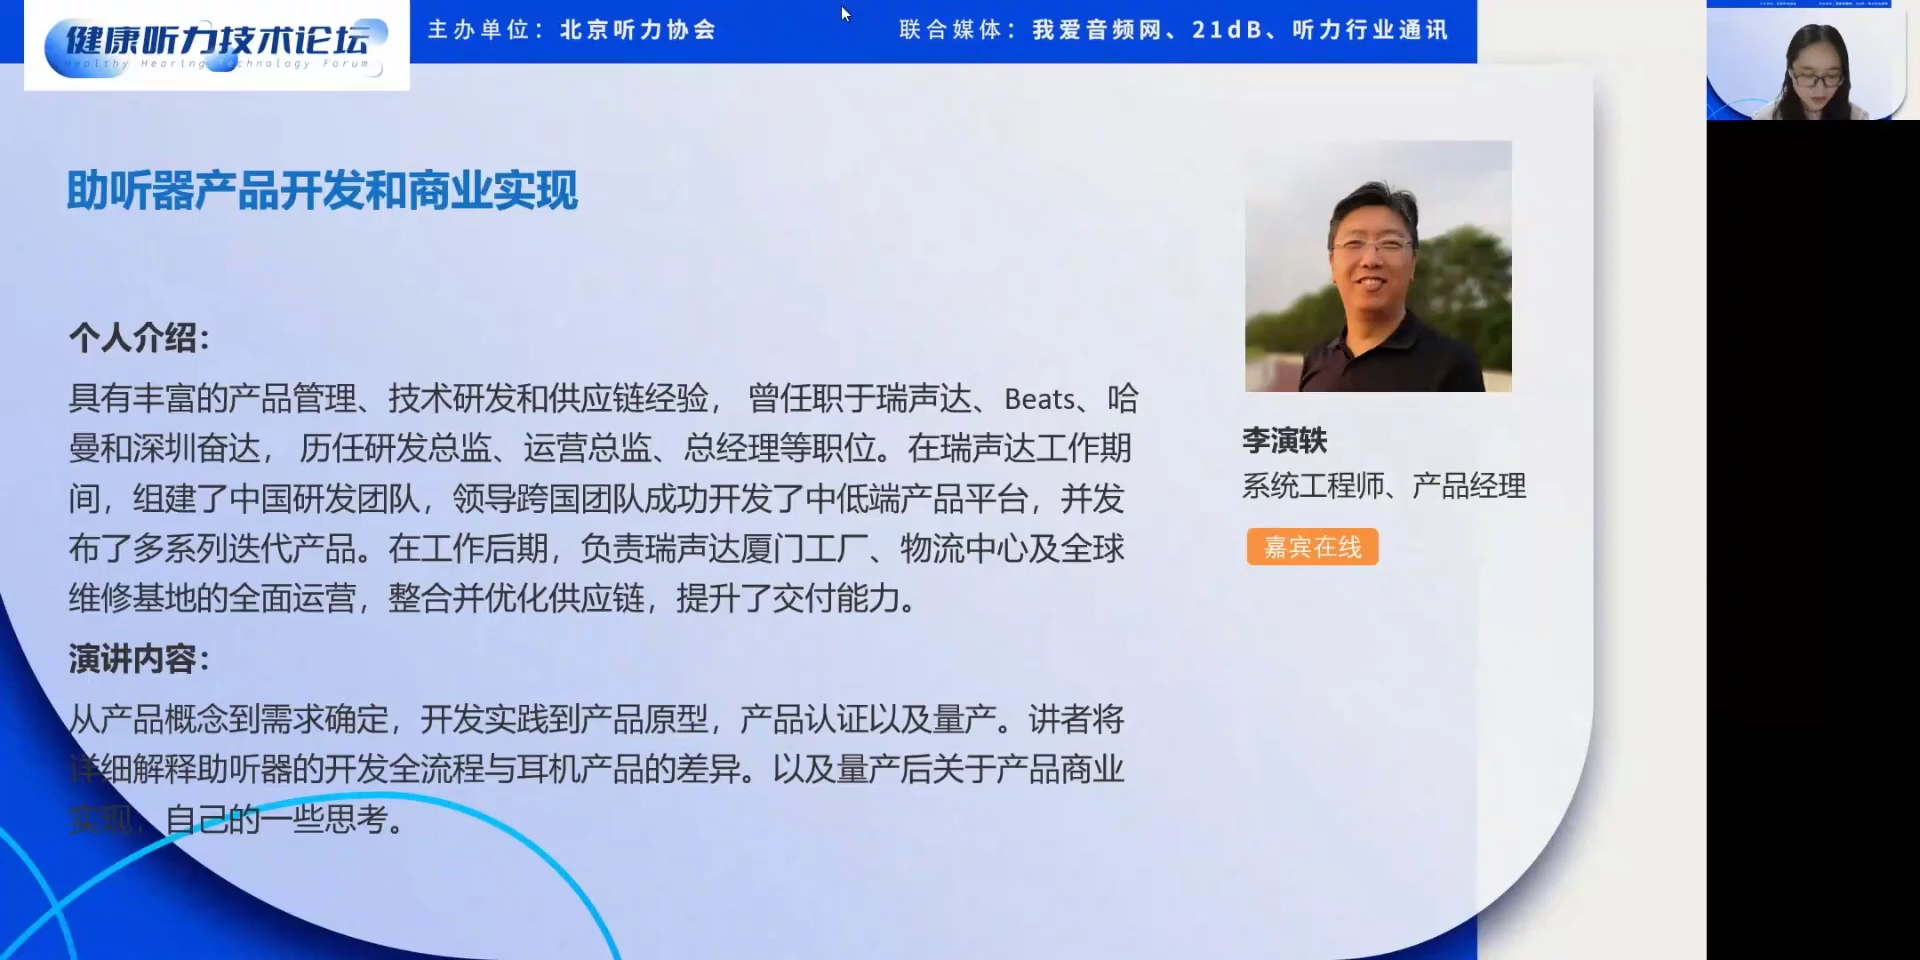 健康听力技术论坛
Healthy Hearing Technology Forum
主办单位：北京听力协会
联合媒体：我爱音频网、21dB、听力行业通讯
助听器产品开发和商业实现
个人介绍：
具有丰富的产品管理、技术研发和供应链经验， 曾任职于瑞声达、Beats、哈
曼和深圳奋达， 历任研发总监、运营总监、总经理等职位。在瑞声达工作期
间，组建了中国研发团队，领导跨国团队成功开发了中低端产品平台，并发
布了多系列迭代产品。在工作后期，负责瑞声达厦门工厂、物流中心及全球
维修基地的全面运营，整合并优化供应链，提升了交付能力。
演讲内容：
从产品概念到需求确定，开发实践到产品原型，产品认证以及量产。讲者将
详细解释助听器的开发全流程与耳机产品的差异。以及量产后关于产品商业
实现，自己的一些思考。
李演轶
系统工程师、产品经理
嘉宾在线